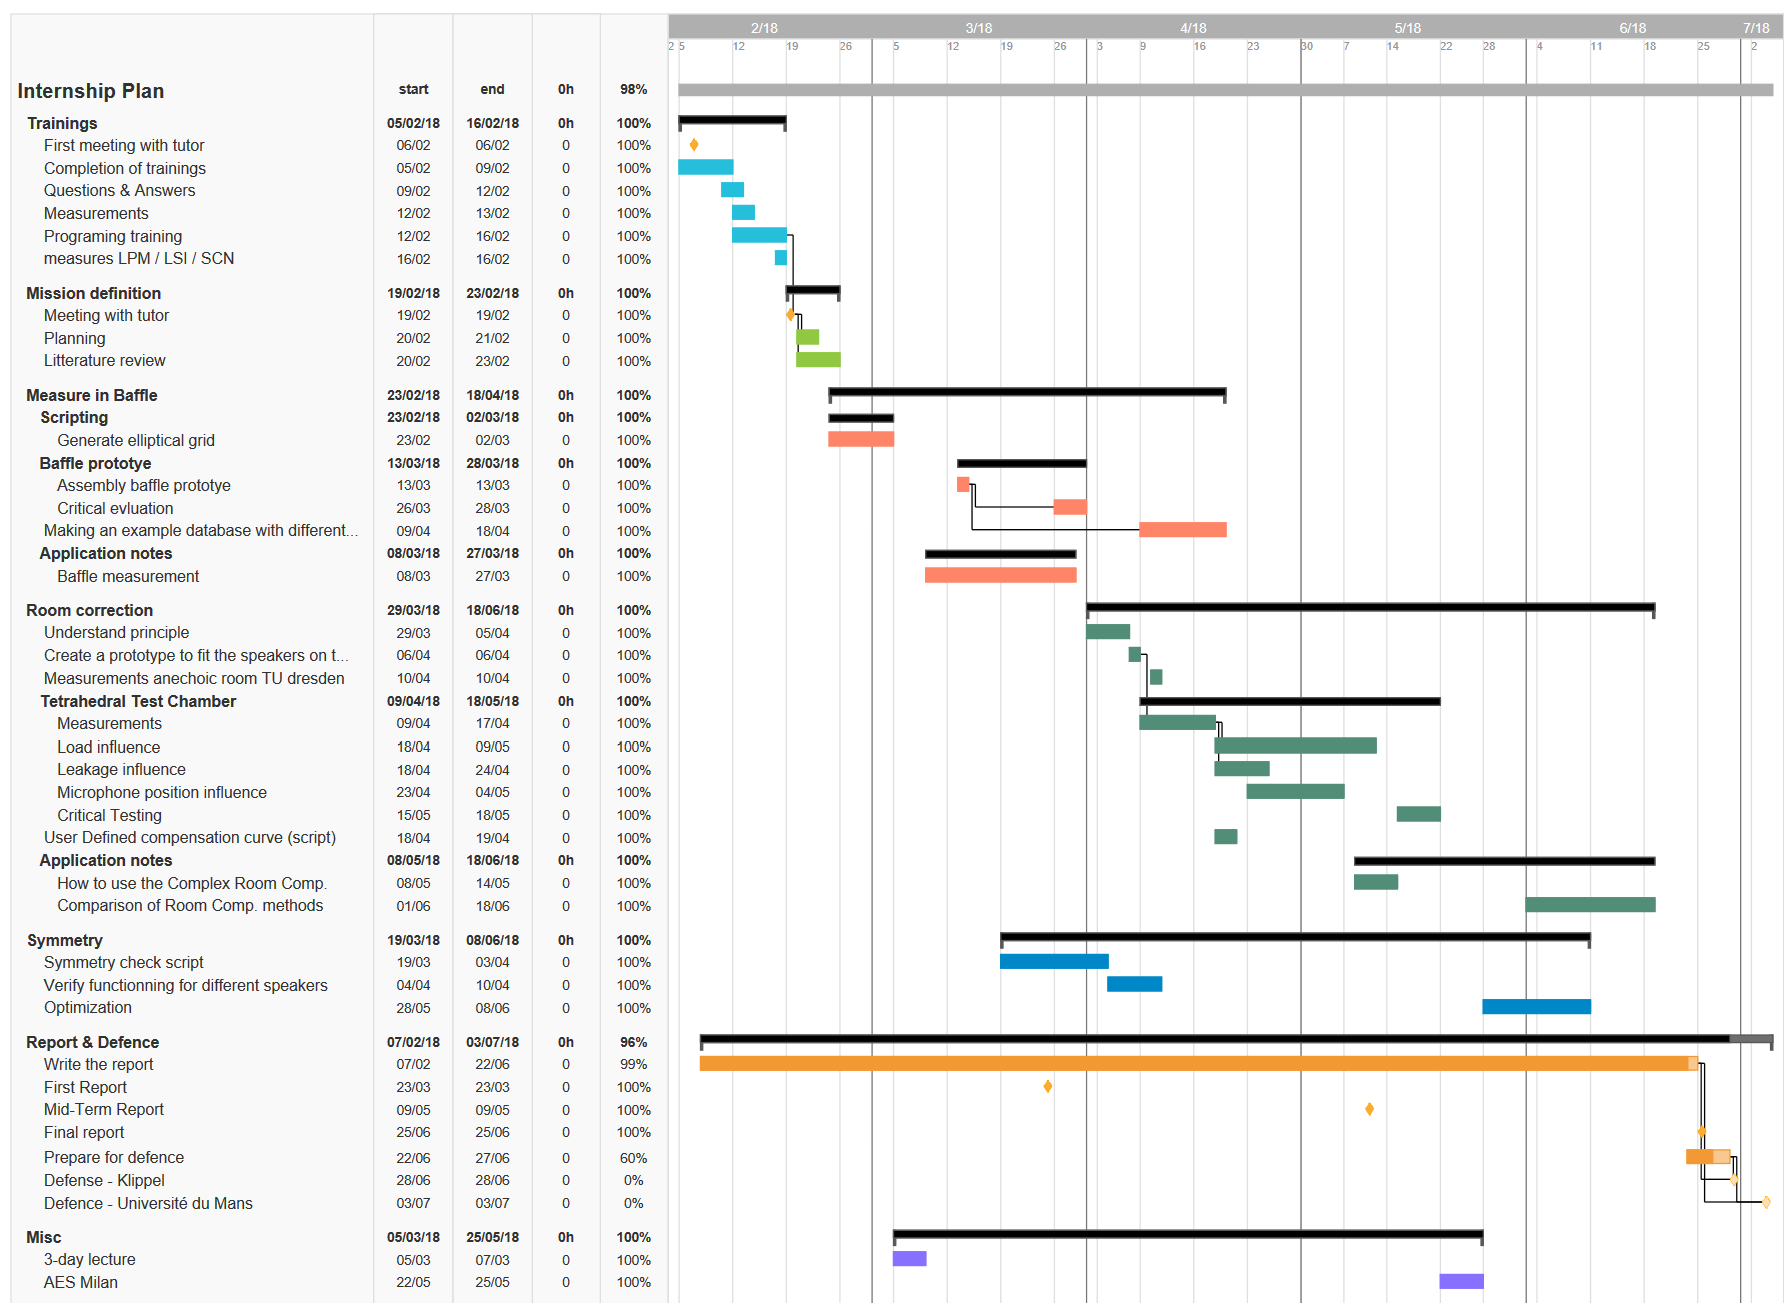 2/18 3/18 4/18 5/18 6/18 7/18
2 5 12 19 26 5 12 19 26 3 9 16 23 30 7 14 22 28 4 11 18 25 2
Internship Plan start end 0h 98%
Trainings 05/02/18 16/02/18 0h 100%
First meeting with tutor 06/02 06/02 0 100%
Completion of trainings 05/02 09/02 0 100%
Questions & Answers 09/02 12/02 0 100%
Measurements 12/02 13/02 0 100%
Programing training 12/02 16/02 0 100%
measures LPM / LSI / SCN 16/02 16/02 0 100%
Mission definition 19/02/18 23/02/18 0h 100%
Meeting with tutor 19/02 19/02 0 100%
Planning 20/02 21/02 0 100%
Litterature review 20/02 23/02 0 100%
Measure in Baffle 23/02/18 18/04/18 0h 100%
Scripting 23/02/18 02/03/18 0h 100%
Generate elliptical grid 23/02 02/03 0 100%
Baffle prototye 13/03/18 28/03/18 0h 100%
Assembly baffle prototye 13/03 13/03 0 100%
Critical evluation 26/03 28/03 0 100%
Making an example database with different... 09/04 18/04 0 100%
Application notes 08/03/18 27/03/18 0h 100%
Baffle measurement 08/03 27/03 0 100%
Room correction 29/03/18 18/06/18 0h 100%
Understand principle 29/03 05/04 0 100%
Create a prototype to fit the speakers on t... 06/04 06/04 0 100%
Measurements anechoic room TU dresden 10/04 10/04 0 100%
Tetrahedral Test Chamber 09/04/18 18/05/18 0h 100%
Measurements 09/04 17/04 0 100%
Load influence 18/04 09/05 0 100%
Leakage influence 18/04 24/04 0 100%
Microphone position influence 23/04 04/05 0 100%
Critical Testing 15/05 18/05 0 100%
User Defined compensation curve (script) 18/04 19/04 0 100%
Application notes 08/05/18 18/06/18 0h 100%
How to use the Complex Room Comp. 08/05 14/05 0 100%
Comparison of Room Comp. methods 01/06 18/06 0 100%
Symmetry 19/03/18 08/06/18 0h 100%
Symmetry check script 19/03 03/04 0 100%
Verify functionning for different speakers 04/04 10/04 0 100%
Optimization 28/05 08/06 0 100%
Report & Defence 07/02/18 03/07/18 0h 96%
Write the report 07/02 22/06 0 99%
First Report 23/03 23/03 0 100%
Mid-Term Report 09/05 09/05 0 100%
Final report 25/06 25/06 0 100%
Prepare for defence 22/06 27/06 0 60%
Defense - Klippel 28/06 28/06 0 0%
Defence - Université du Mans 03/07 03/07 0 0%
Misc 05/03/18 25/05/18 0h 100%
3-day lecture 05/03 07/03 0 100%
AES Milan 22/05 25/05 0 100%